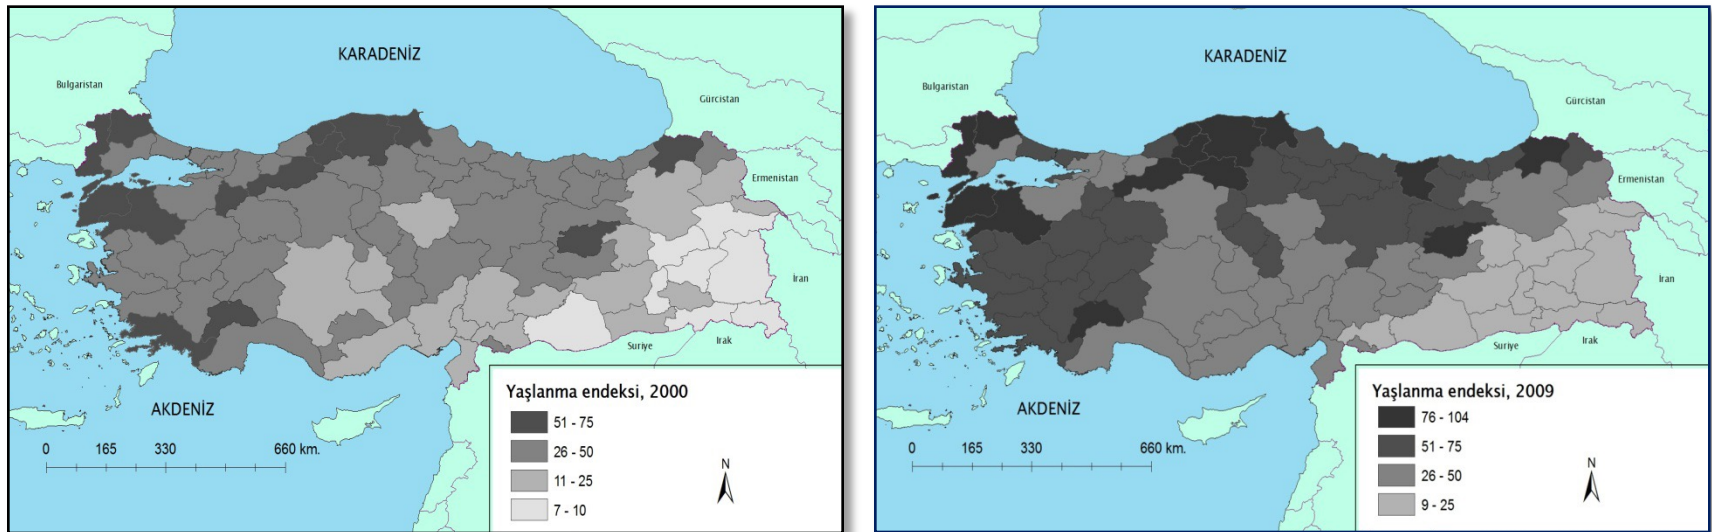 KARADENİZ
Bulgaristan
Gürcistan
Ermenistan
İran
Suriye
Irak
AKDENİZ
0 165 330 660 km.
Yaşlanma endeksi, 2000
51 - 75
26 - 50
11 - 25
7 - 10
N
KARADENİZ
Bulgaristan
Gürcistan
Ermenistan
İran
Suriye
Irak
AKDENİZ
0 165 330 660 km.
Yaşlanma endeksi, 2009
76 - 104
51 - 75
26 - 50
9 - 25
N